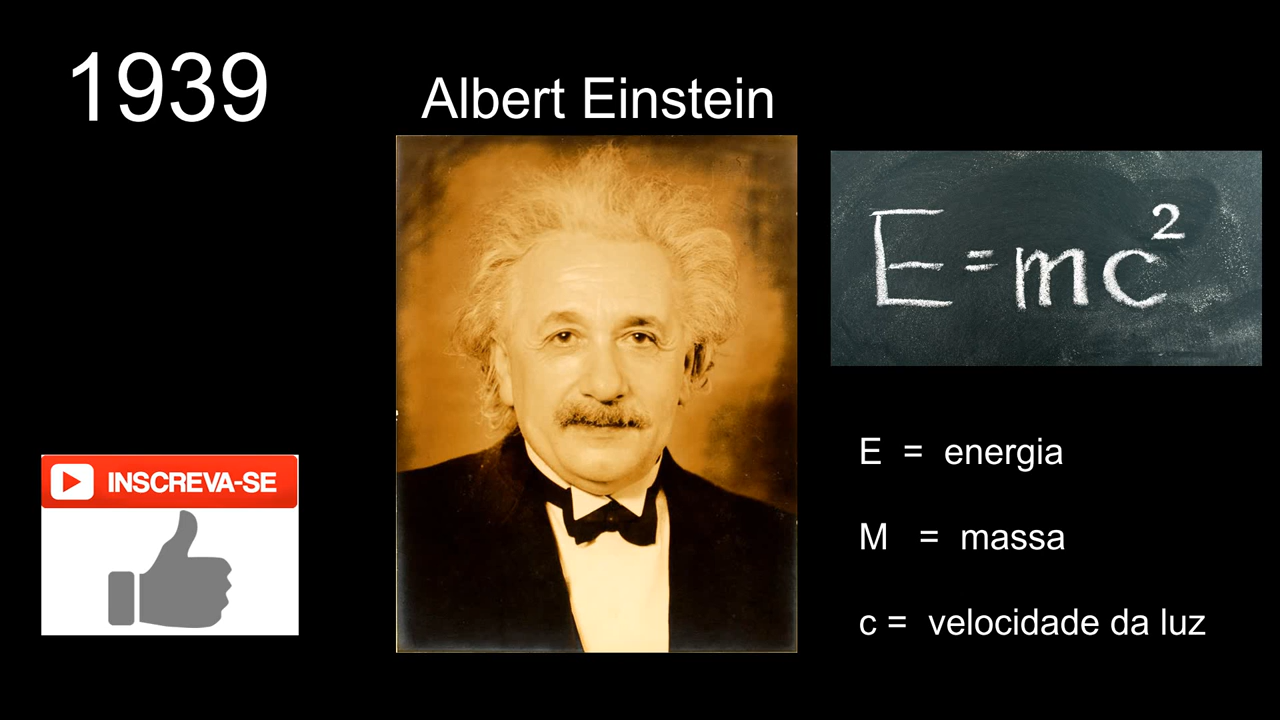 1939
Albert Einstein
E=mc²
E = energia
M = massa
c = velocidade da luz
INSCREVA-SE